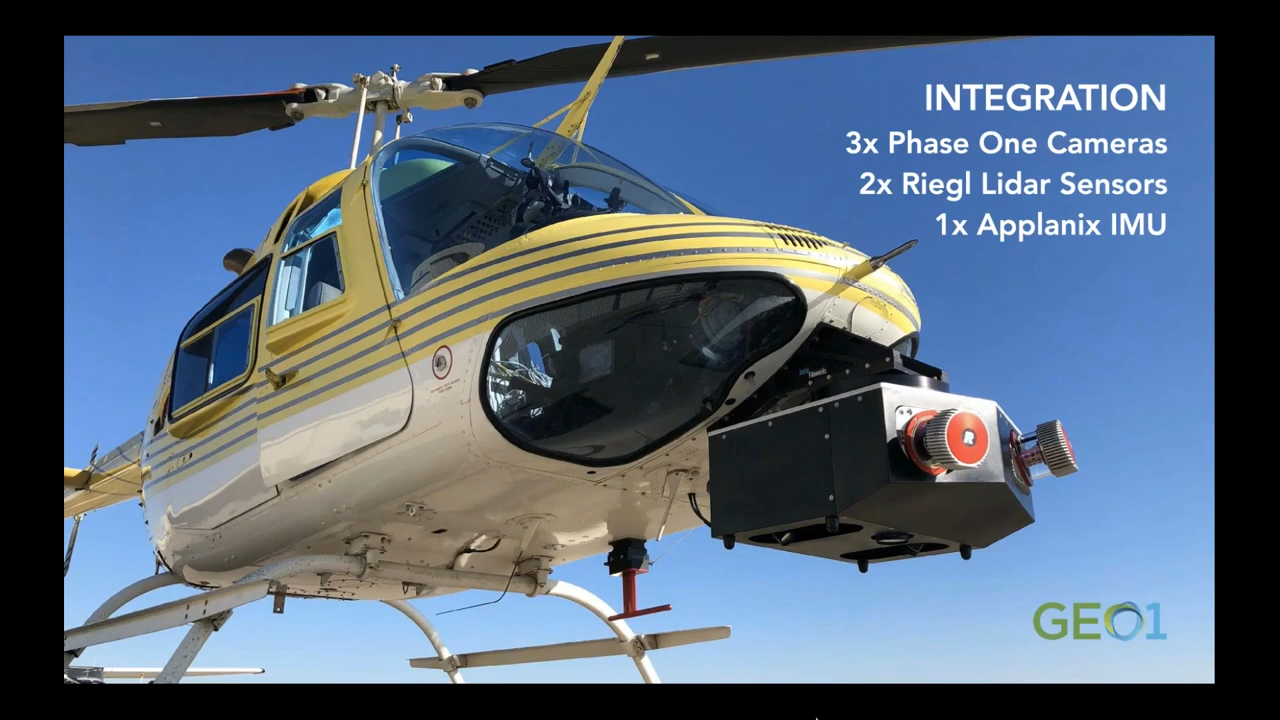 INTEGRATION
3x Phase One Cameras
2x Riegl Lidar Sensors
1x Applanix IMU
GEO1